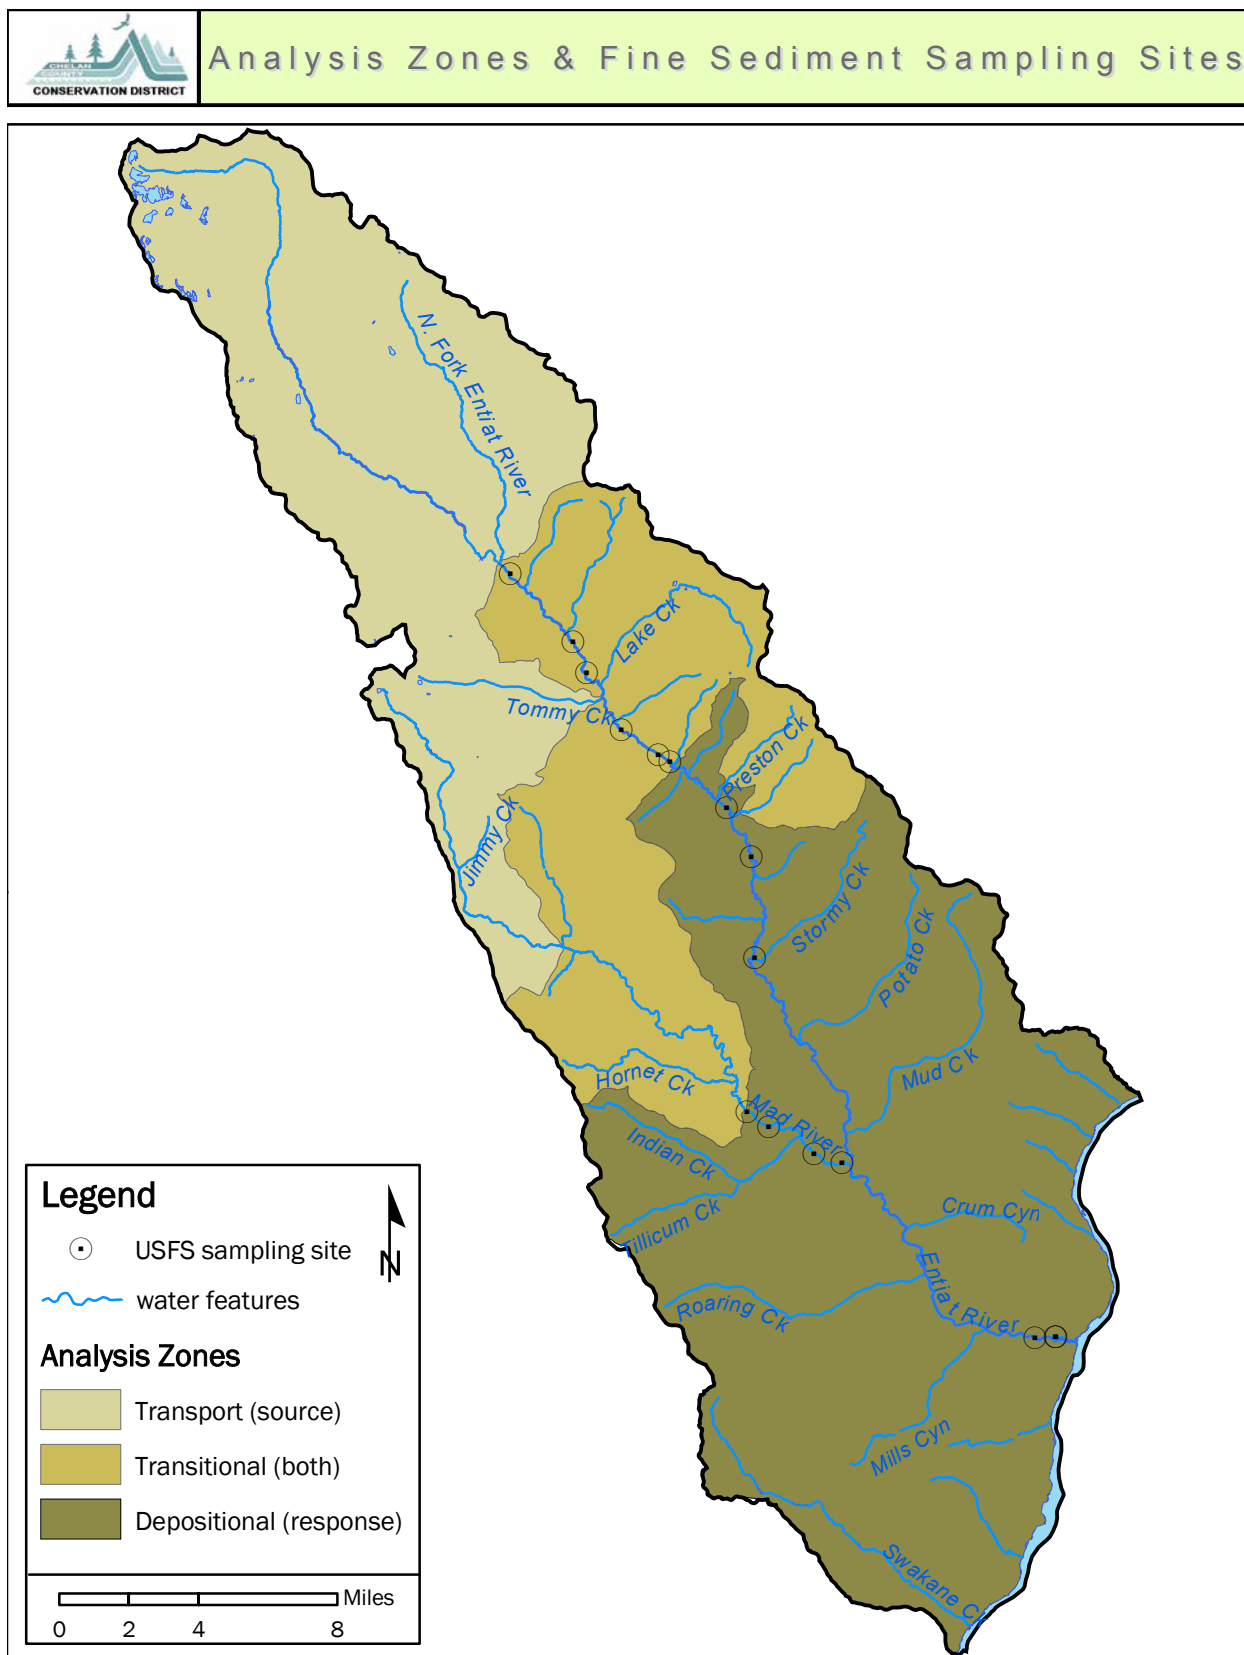 CHELAN
COUNTY
CONSERVATION DISTRICT
Analysis Zones & Fine Sediment Sampling Sites
N. Fork Entiat River
Lake Ck
Tommy Ck
Preston Ck
Jimmy Ck
Stormy Ck
Potato Ck
Mud Ck
Hornet Ck
Mad River
Indian Ck
Tillicum Ck
Crum Cyn
Entiat River
Roaring Ck
Mills Cyn
Swakane C
Legend
N
USFS sampling site
water features
Analysis Zones
Transport (source)
Transitional (both)
Depositional (response)
Miles
0 2 4 8